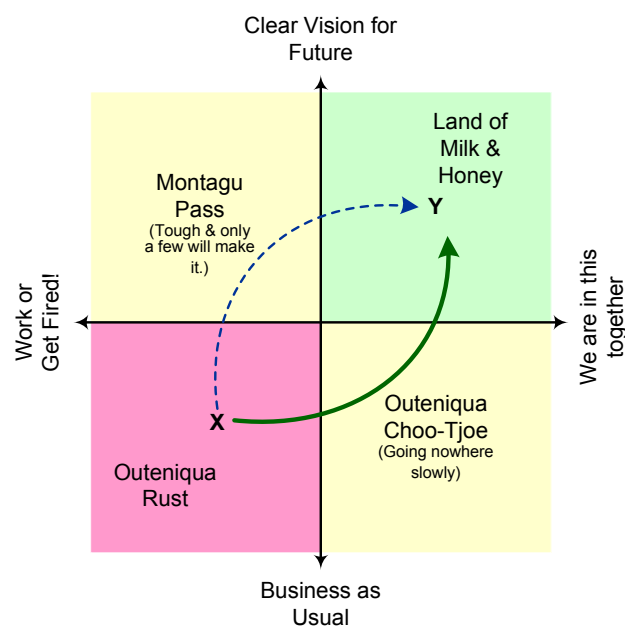 Clear Vision for
Future
Land of
Milk &
Honey
Y
Montagu
Pass
(Tough & only
a few will make
it.)
Work or
Get Fired!
We are in this
together
X
Outeniqua
Choo-Tjoe
(Going nowhere
slowly)
Outeniqua
Rust
Business as
Usual